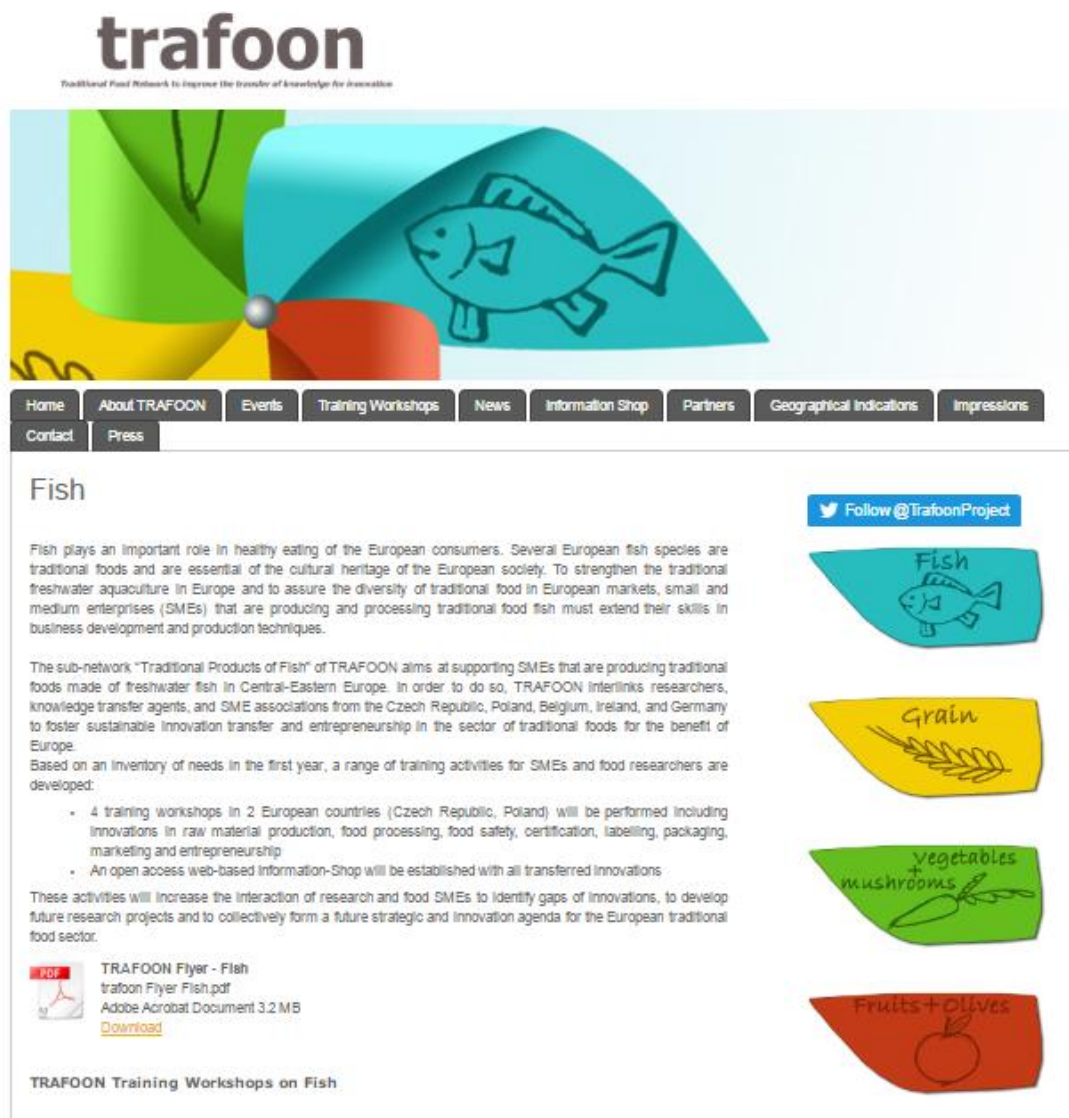 trafoon
Traditional Food Network to improve the transfer of knowledge for innovation
Home About TRAFOON Events Training Workshops News Information Shop Partners Geographical Indications Impressions
Contact Press
Fish
Follow @TrafoonProject
Fish plays an important role in healthy eating of the European consumers. Several European fish species are
traditional foods and are essential of the cultural heritage of the European society. To strengthen the traditional
freshwater aquaculture in Europe and to assure the diversity of traditional food in European markets, small and
medium enterprises (SMEs) that are producing and processing traditional food fish must extend their skills in
business development and production techniques.
The sub-network "Traditional Products of Fish" of TRAFOON aims at supporting SMEs that are producing traditional
foods made of freshwater fish in Central-Eastern Europe. In order to do so, TRAFOON interlinks researchers,
knowledge transfer agents, and SME associations from the Czech Republic, Poland, Belgium, Ireland, and Germany
to foster sustainable innovation transfer and entrepreneurship in the sector of traditional foods for the benefit of
Europe.
Based on an inventory of needs in the first year, a range of training activities for SMEs and food researchers are
developed:
• 4 training workshops in 2 European countries (Czech Republic, Poland) will be performed including
innovations in raw material production, food processing, food safety, certification, labelling, packaging,
marketing and entrepreneurship
• An open access web-based Information-Shop will be established with all transferred innovations
These activities will increase the interaction of research and food SMEs to identify gaps of innovations, to develop
future research projects and to collectively form a future strategic and innovation agenda for the European traditional
food sector.
PDF
TRAFOON Flyer - Fish
trafoon Flyer Fish.pdf
Adobe Acrobat Document 3.2 MB
Download
TRAFOON Training Workshops on Fish
Fish
Grain
Vegetables
+
mushrooms
Fruits+Olives